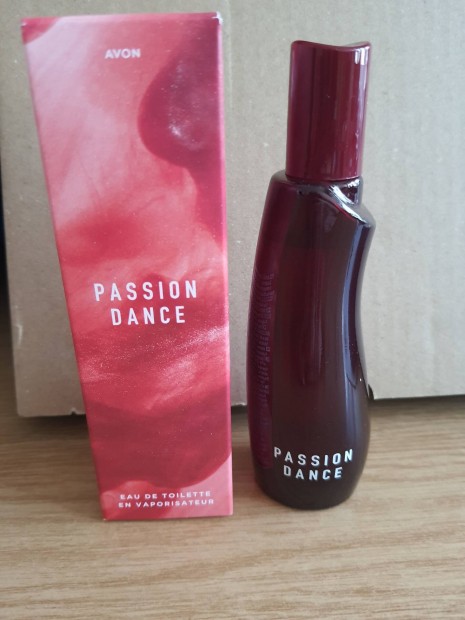 AVON
PASSION
DANCE
EAU DE TOILETTE
EN VAPORISATEUR
PASSION
DANCE